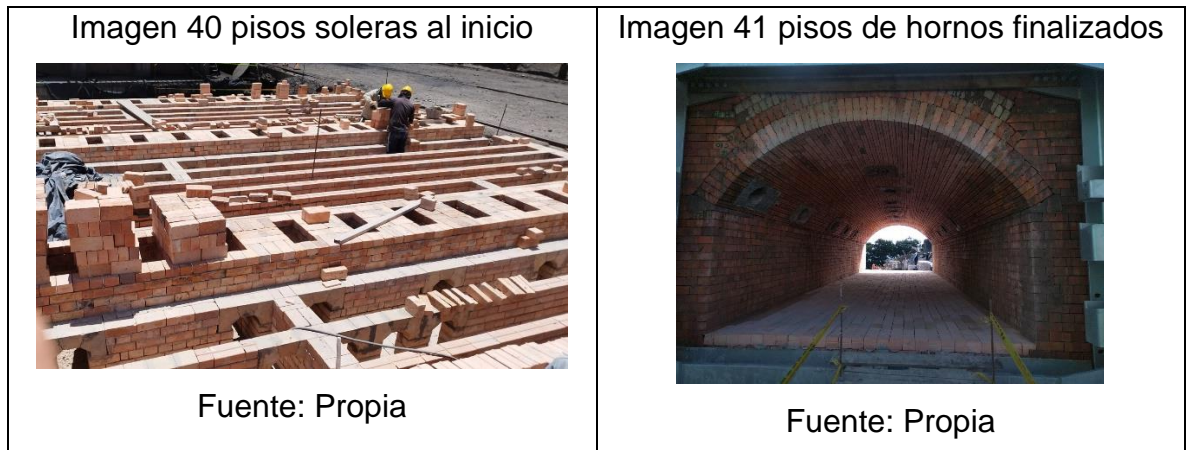 Imagen 40 pisos soleras al inicio
Fuente: Propia
Imagen 41 pisos de hornos finalizados
Fuente: Propia